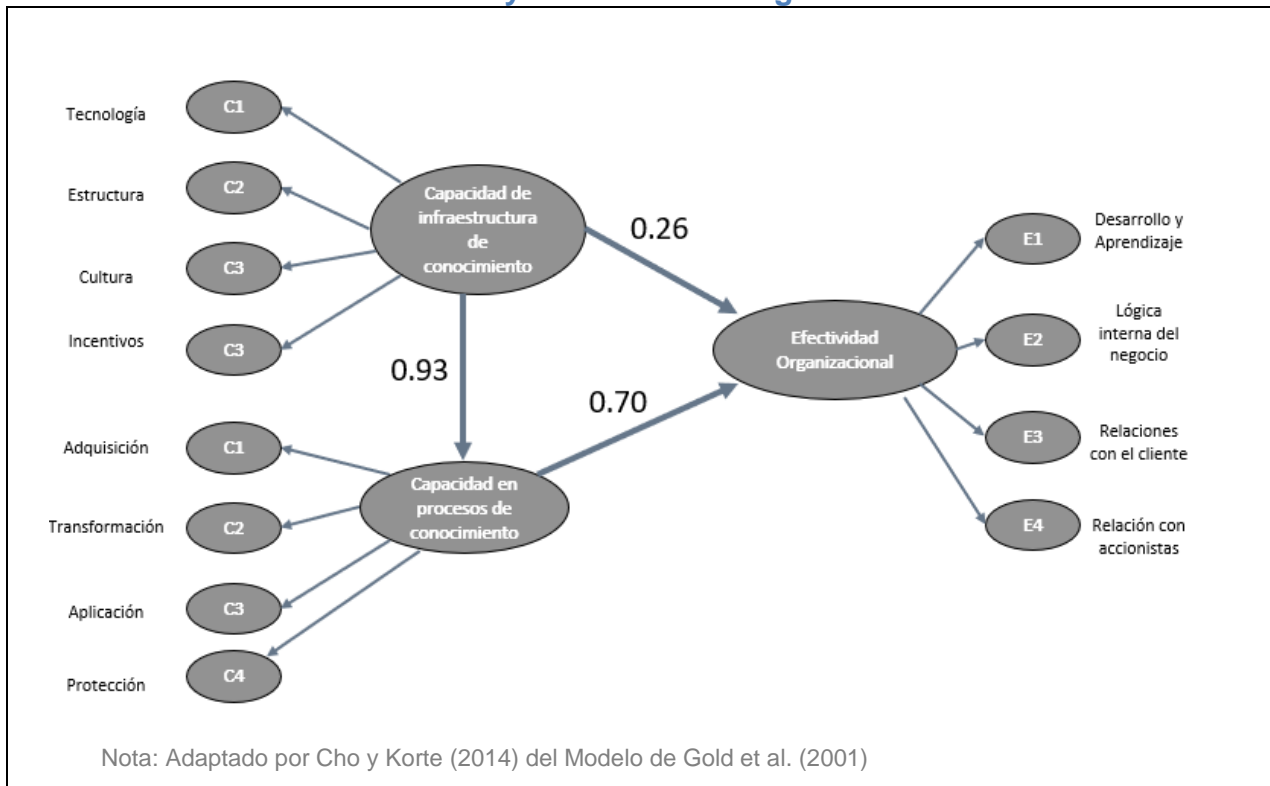 Tecnología
C1
Estructura
C2
Cultura
C3
Incentivos
C3
Capacidad de
infraestructura
de
conocimiento
0.26
0.93
0.70
Adquisición
C1
Transformación
C2
Aplicación
C3
Protección
C4
Capacidad en
procesos de
conocimiento
Efectividad
Organizacional
E1
Desarrollo y
Aprendizaje
E2
Lógica
interna del
negocio
E3
Relaciones
con el cliente
E4
Relación con
accionistas
Nota: Adaptado por Cho y Korte (2014) del Modelo de Gold et al. (2001)